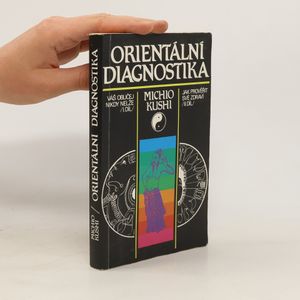 ORIENTÁLNÍ
DIAGNOSTIKA
VÁŠ OBLIČEJ
NIKDY NELŽE
/I.DÍL/
MICHIO
KUSHI
JAK PROVĚŘIT
SVÉ ZDRAVÍ
/II.DÍL/
MICHIO
KUSHI
ORIENTÁLNÍ DIAGNOSTIKA